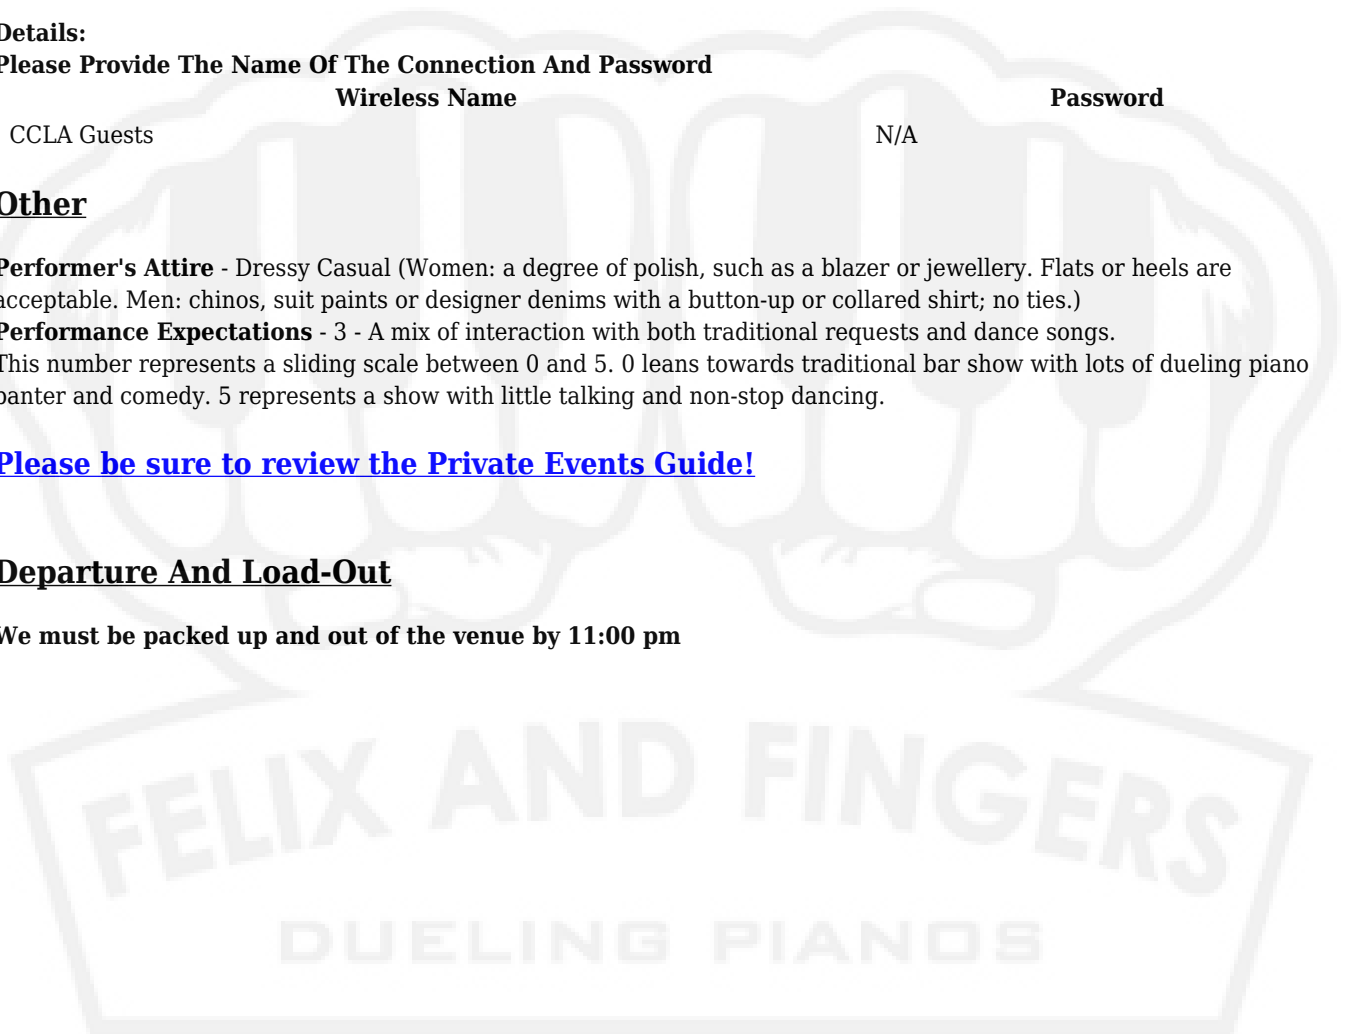 Details:
Please Provide The Name Of The Connection And Password
Wireless Name Password
CCLA Guests N/A
Other
Performer's Attire - Dressy Casual (Women: a degree of polish, such as a blazer or jewellery. Flats or heels are
acceptable. Men: chinos, suit paints or designer denims with a button-up or collared shirt; no ties.)
Performance Expectations - 3 - A mix of interaction with both traditional requests and dance songs.
This number represents a sliding scale between 0 and 5. 0 leans towards traditional bar show with lots of dueling piano
banter and comedy. 5 represents a show with little talking and non-stop dancing.
Please be sure to review the Private Events Guide!
Departure And Load-Out
We must be packed up and out of the venue by 11:00 pm
FELIX AND FINGERS
DUELING PIANOS